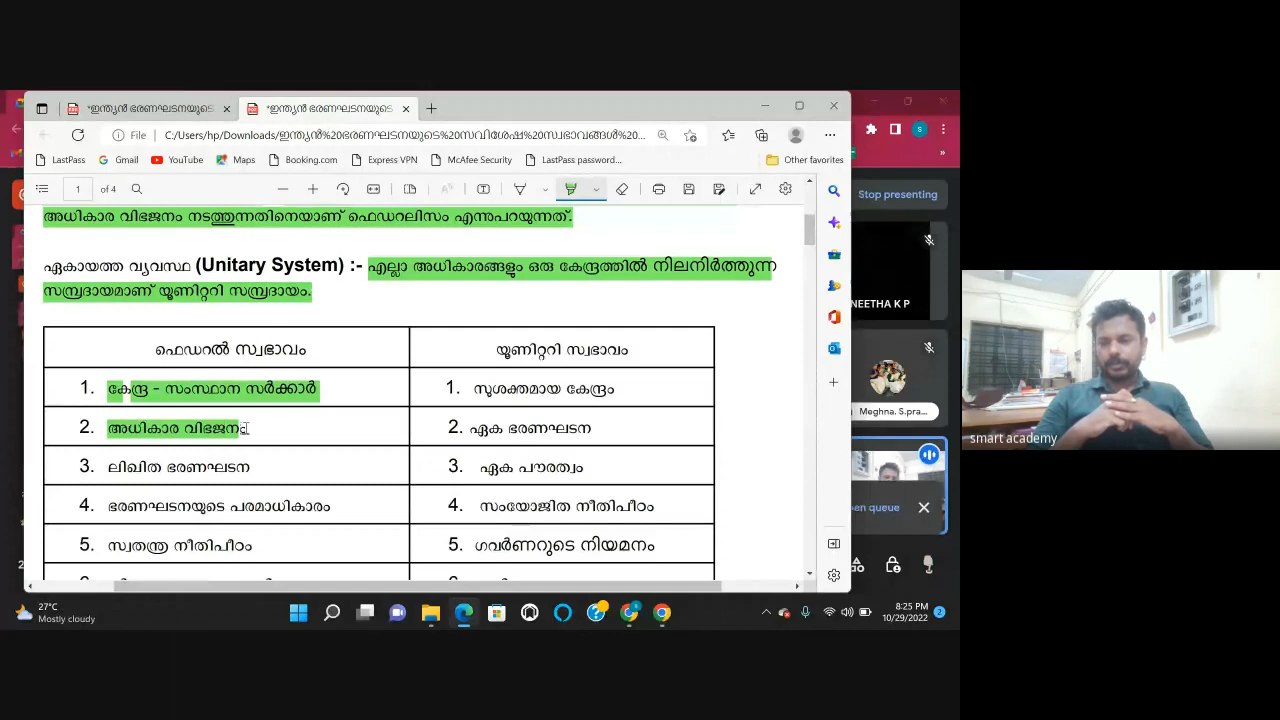 *ഇന്ത്യൻ ഭരണഘടനയുടെ *ഇന്ത്യൻ ഭരണഘടനയുടെ
File C:/Users/hp/Downloads/ഇന്ത്യൻ%20ഭരണഘടനയുടെ%20സവിശേഷ%20സ്വഭാവങ്ങൾ%20...
LastPass Gmail YouTube Maps Booking.com Express VPN McAfee Security LastPass password... Other favorites
1 of 4
Stop presenting
അധികാര വിഭജനം നടത്തുന്നതിനെയാണ് ഫെഡറലിസം എന്നുപറയുന്നത്.
ഏകായത്ത വ്യവസ്ഥ (Unitary System) :- എല്ലാ അധികാരങ്ങളും ഒരു കേന്ദ്രത്തിൽ നിലനിർത്തുന്ന
സമ്പ്രദായമാണ് യൂണിറ്ററി സമ്പ്രദായം.
ഫെഡറൽ സ്വഭാവം യൂണിറ്ററി സ്വഭാവം
1. കേന്ദ്ര - സംസ്ഥാന സർക്കാർ 1. സുശക്തമായ കേന്ദ്രം
2. അധികാര വിഭജനം 2. ഏക ഭരണഘടന
3. ലിഖിത ഭരണഘടന 3. ഏക പൗരത്വം
4. ഭരണഘടനയുടെ പരമാധികാരം 4. സംയോജിത നീതിപീഠം
5. സ്വതന്ത്ര നീതിപീഠം 5. ഗവർണറുടെ നിയമനം
NEETHA K P
Meghna. S.pra...
queue
smart academy
27°C
Mostly cloudy
8:25 PM
10/29/2022
2